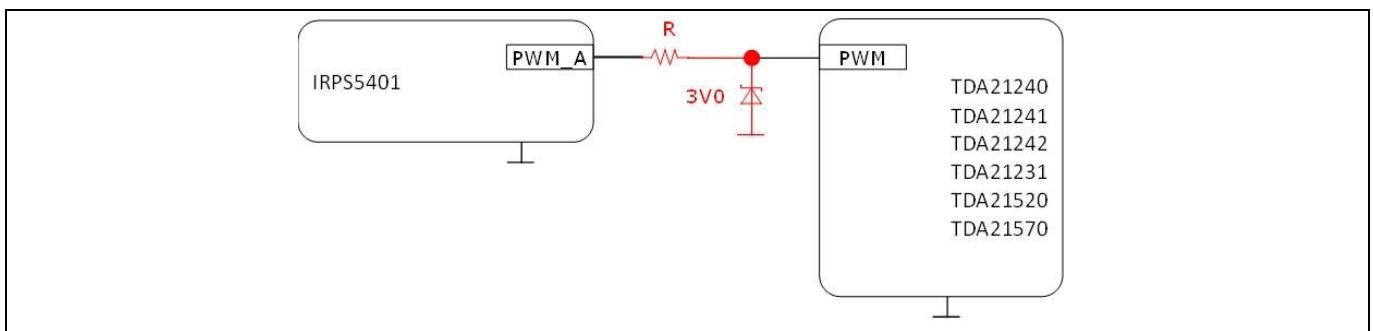 R
PWM_A
PWM
IRPS5401
3V0
TDA21240
TDA21241
TDA21242
TDA21231
TDA21520
TDA21570